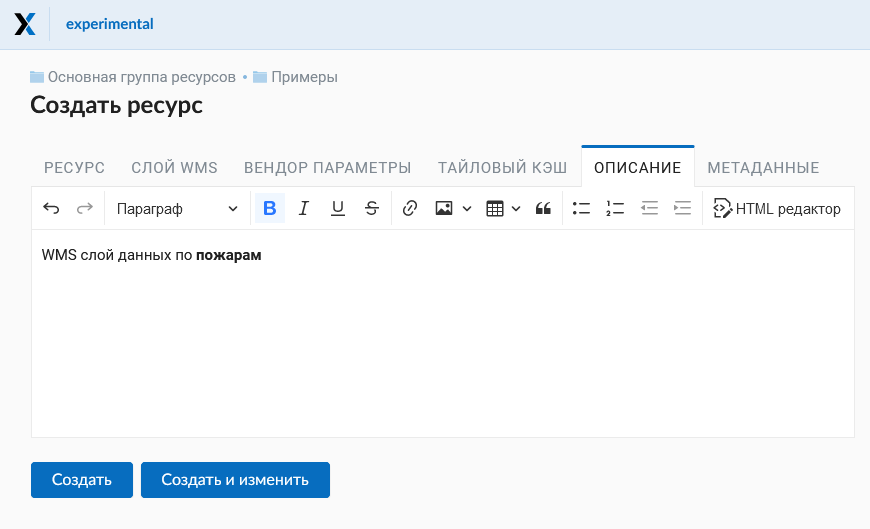 experimental
Основная группа ресурсов • Примеры
Создать ресурс
РЕСУРС СЛОЙ WMS ВЕНДОР ПАРАМЕТРЫ ТАЙЛОВЫЙ КЭШ ОПИСАНИЕ МЕТАДАННЫЕ
Параграф B I U S HTML редактор
WMS слой данных по пожарам
Создать Создать и изменить